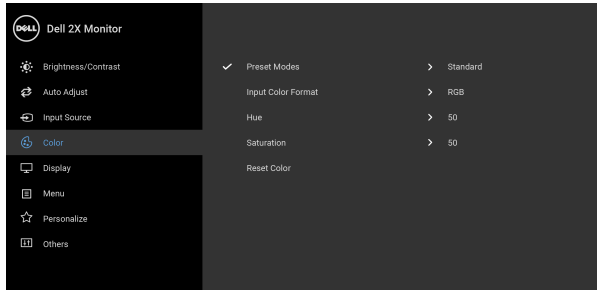 DELL Dell 2X Monitor
Brightness/Contrast
Auto Adjust
Input Source
Color
Display
Menu
Personalize
Others
Preset Modes Standard
Input Color Format RGB
Hue 50
Saturation 50
Reset Color